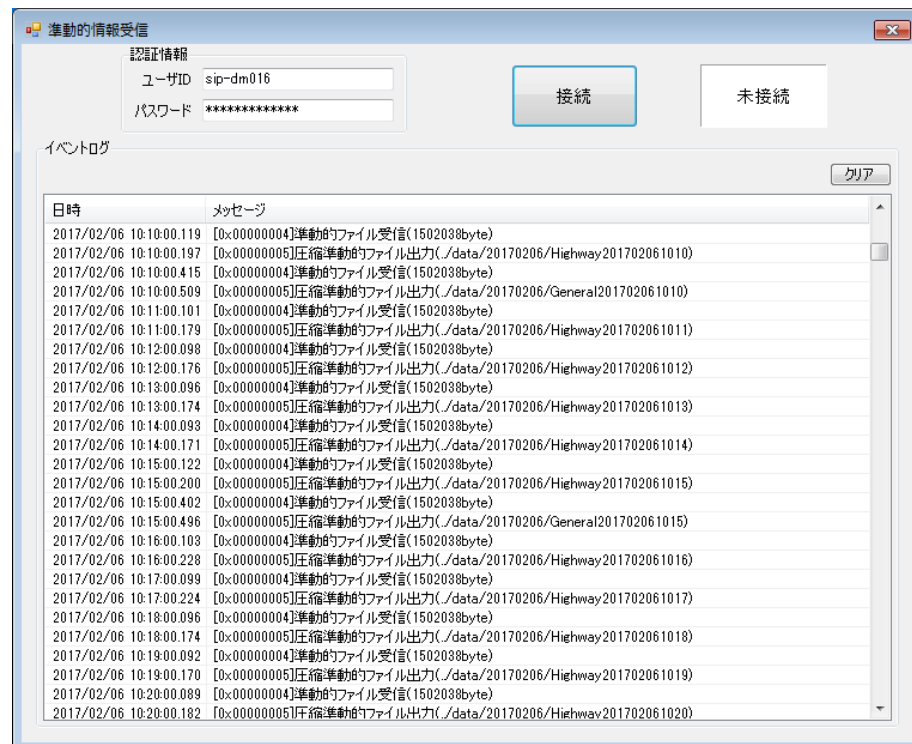 準動的情報受信
認証情報
ユーザID sip-dm016
パスワード *************
接続
未接続
イベントログ
クリア
日時 メッセージ
2017/02/06 10:10:00.119 [0x00000004]準動的ファイル受信(1502038byte)
2017/02/06 10:10:00.197 [0x00000005]圧縮準動的ファイル出力(./data/20170206/Highway201702061010)
2017/02/06 10:10:00.415 [0x00000004]準動的ファイル受信(1502038byte)
2017/02/06 10:10:00.509 [0x00000005]圧縮準動的ファイル出力(./data/20170206/General201702061010)
2017/02/06 10:11:00.101 [0x00000004]準動的ファイル受信(1502038byte)
2017/02/06 10:11:00.179 [0x00000005]圧縮準動的ファイル出力(./data/20170206/Highway201702061011)
2017/02/06 10:12:00.098 [0x00000004]準動的ファイル受信(1502038byte)
2017/02/06 10:12:00.176 [0x00000005]圧縮準動的ファイル出力(./data/20170206/Highway201702061012)
2017/02/06 10:13:00.096 [0x00000004]準動的ファイル受信(1502038byte)
2017/02/06 10:13:00.174 [0x00000005]圧縮準動的ファイル出力(./data/20170206/Highway201702061013)
2017/02/06 10:14:00.093 [0x00000004]準動的ファイル受信(1502038byte)
2017/02/06 10:14:00.171 [0x00000005]圧縮準動的ファイル出力(./data/20170206/Highway201702061014)
2017/02/06 10:15:00.122 [0x00000004]準動的ファイル受信(1502038byte)
2017/02/06 10:15:00.200 [0x00000005]圧縮準動的ファイル出力(./data/20170206/Highway201702061015)
2017/02/06 10:15:00.402 [0x00000004]準動的ファイル受信(1502038byte)
2017/02/06 10:15:00.496 [0x00000005]圧縮準動的ファイル出力(./data/20170206/General201702061015)
2017/02/06 10:16:00.103 [0x00000004]準動的ファイル受信(1502038byte)
2017/02/06 10:16:00.228 [0x00000005]圧縮準動的ファイル出力(./data/20170206/Highway201702061016)
2017/02/06 10:17:00.099 [0x00000004]準動的ファイル受信(1502038byte)
2017/02/06 10:17:00.224 [0x00000005]圧縮準動的ファイル出力(./data/20170206/Highway201702061017)
2017/02/06 10:18:00.096 [0x00000004]準動的ファイル受信(1502038byte)
2017/02/06 10:18:00.174 [0x00000005]圧縮準動的ファイル出力(./data/20170206/Highway201702061018)
2017/02/06 10:19:00.092 [0x00000004]準動的ファイル受信(1502038byte)
2017/02/06 10:19:00.170 [0x00000005]圧縮準動的ファイル出力(./data/20170206/Highway201702061019)
2017/02/06 10:20:00.089 [0x00000004]準動的ファイル受信(1502038byte)
2017/02/06 10:20:00.182 [0x00000005]圧縮準動的ファイル出力(./data/20170206/Highway201702061020)